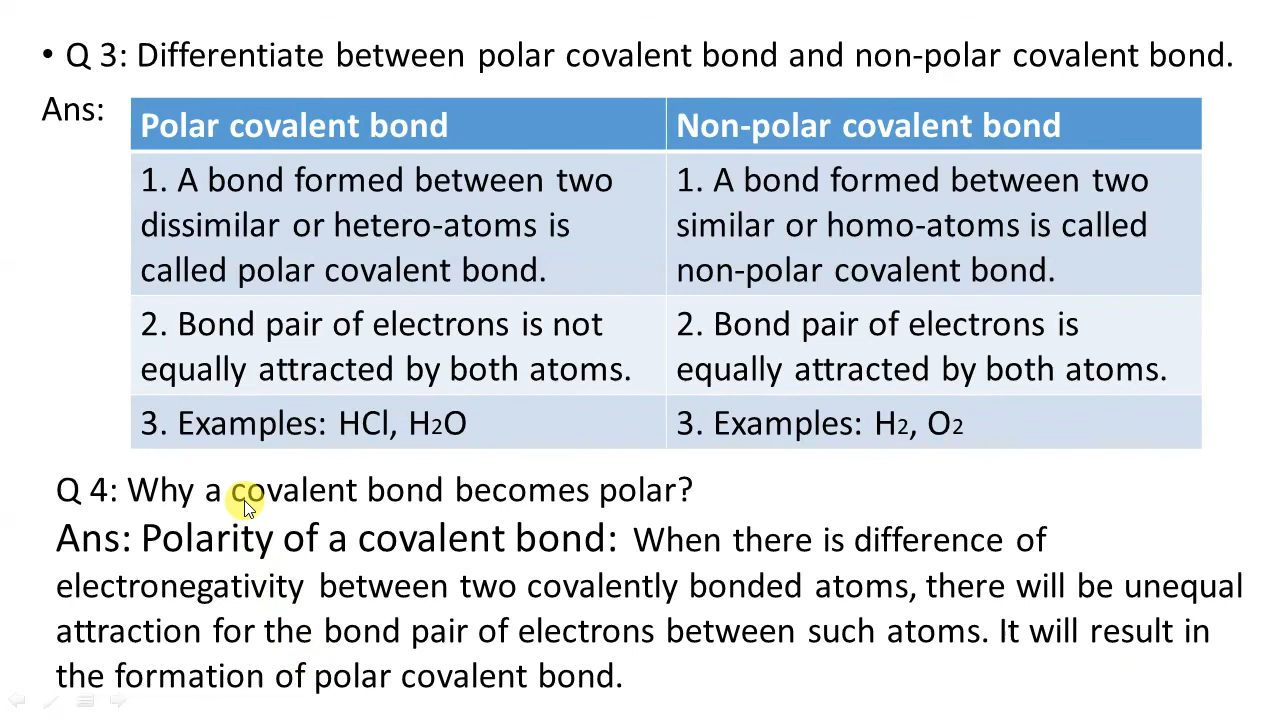 • Q 3: Differentiate between polar covalent bond and non-polar covalent bond.
Ans:
Polar covalent bond
Non-polar covalent bond
1. A bond formed between two
dissimilar or hetero-atoms is
called polar covalent bond.
1. A bond formed between two
similar or homo-atoms is called
non-polar covalent bond.
2. Bond pair of electrons is not
equally attracted by both atoms.
2. Bond pair of electrons is
equally attracted by both atoms.
3. Examples: HCl, H2O
3. Examples: H2, O2
Q 4: Why a covalent bond becomes polar?
Ans: Polarity of a covalent bond: When there is difference of
electronegativity between two covalently bonded atoms, there will be unequal
attraction for the bond pair of electrons between such atoms. It will result in
the formation of polar covalent bond.